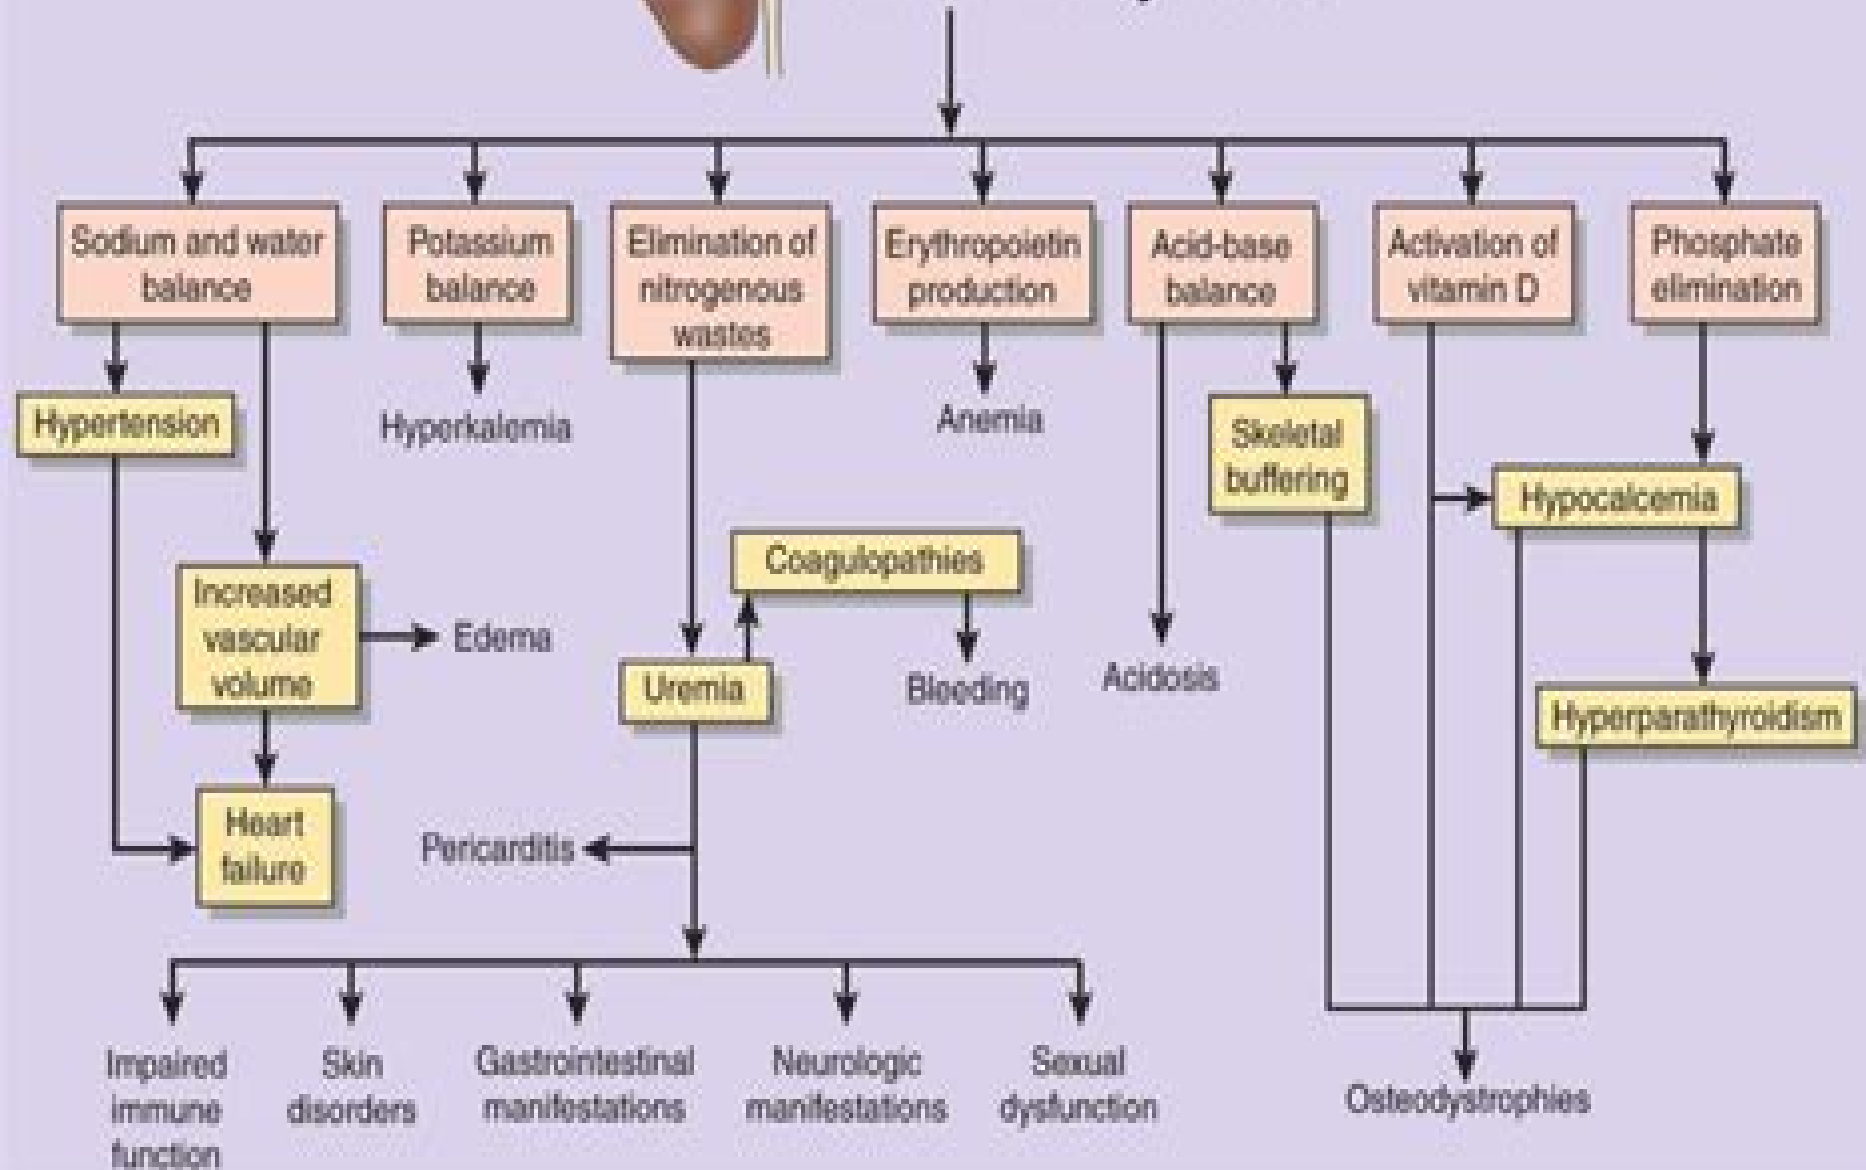 Sodium and water
balance
Potassium
balance
Elimination of
nitrogenous
wastes
Erythropoietin
production
Acid-base
balance
Activation of
vitamin D
Phosphate
elimination
Hypertension
Hyperkalemia
Anemia
Skeletal
buffering
Hypocalcemia
Coagulopathies
Increased
vascular
volume
Edema
Uremia
Bleeding
Acidosis
Hyperparathyroidism
Heart
failure
Pericarditis
Impaired
immune
function
Skin
disorders
Gastrointestinal
manifestations
Neurologic
manifestations
Sexual
dysfunction
Osteodystrophies